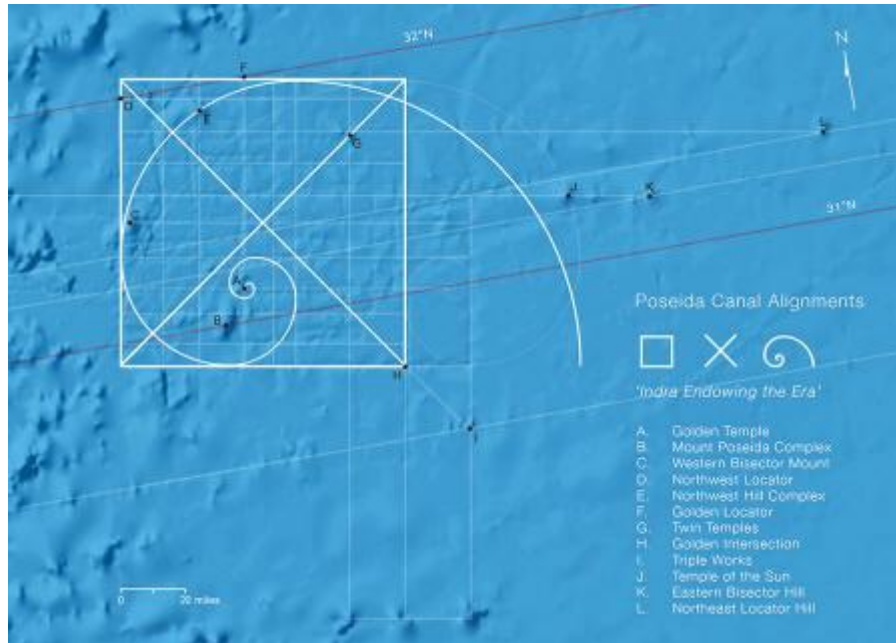 32°N
N
F
D
E
G
L
J
K
C
31°N
A
B
Poseida Canal Alignments
H
'Indra Endowing the Era'
I
A. Golden Temple
B. Mount Poseida Complex
C. Western Bisector Mount
D. Northwest Locator
E. Northwest Hill Complex
F. Golden Locator
G. Twin Temples
H. Golden Intersection
I. Triple Works
J. Temple of the Sun
K. Eastern Bisector Hill
L. Northeast Locator Hill
0 20 miles